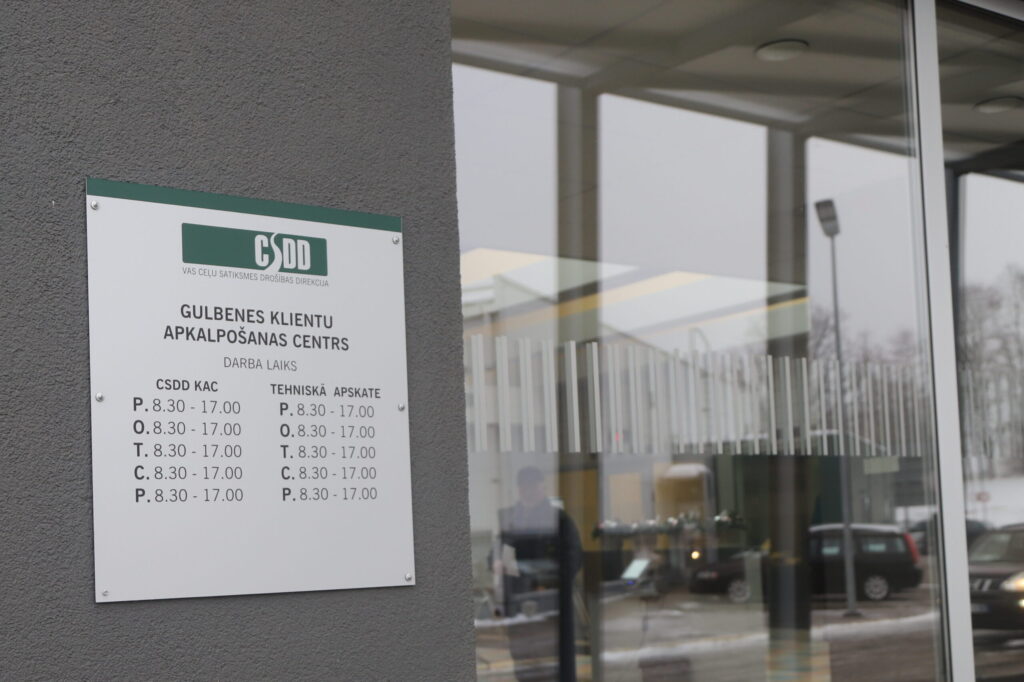 CSDD
VAS CEĻU SATIKSMES DROŠĪBAS DIREKCIJA
GULBENES KLIENTU
APKALPOŠANAS CENTRS
DARBA LAIKS
CSDD KAC
P. 8.30 - 17.00
O. 8.30 - 17.00
T. 8.30 - 17.00
C. 8.30 - 17.00
P. 8.30 - 17.00
TEHNISKĀ APSKATE
P. 8.30 - 17.00
O. 8.30 - 17.00
T. 8.30 - 17.00
C. 8.30 - 17.00
P. 8.30 - 17.00